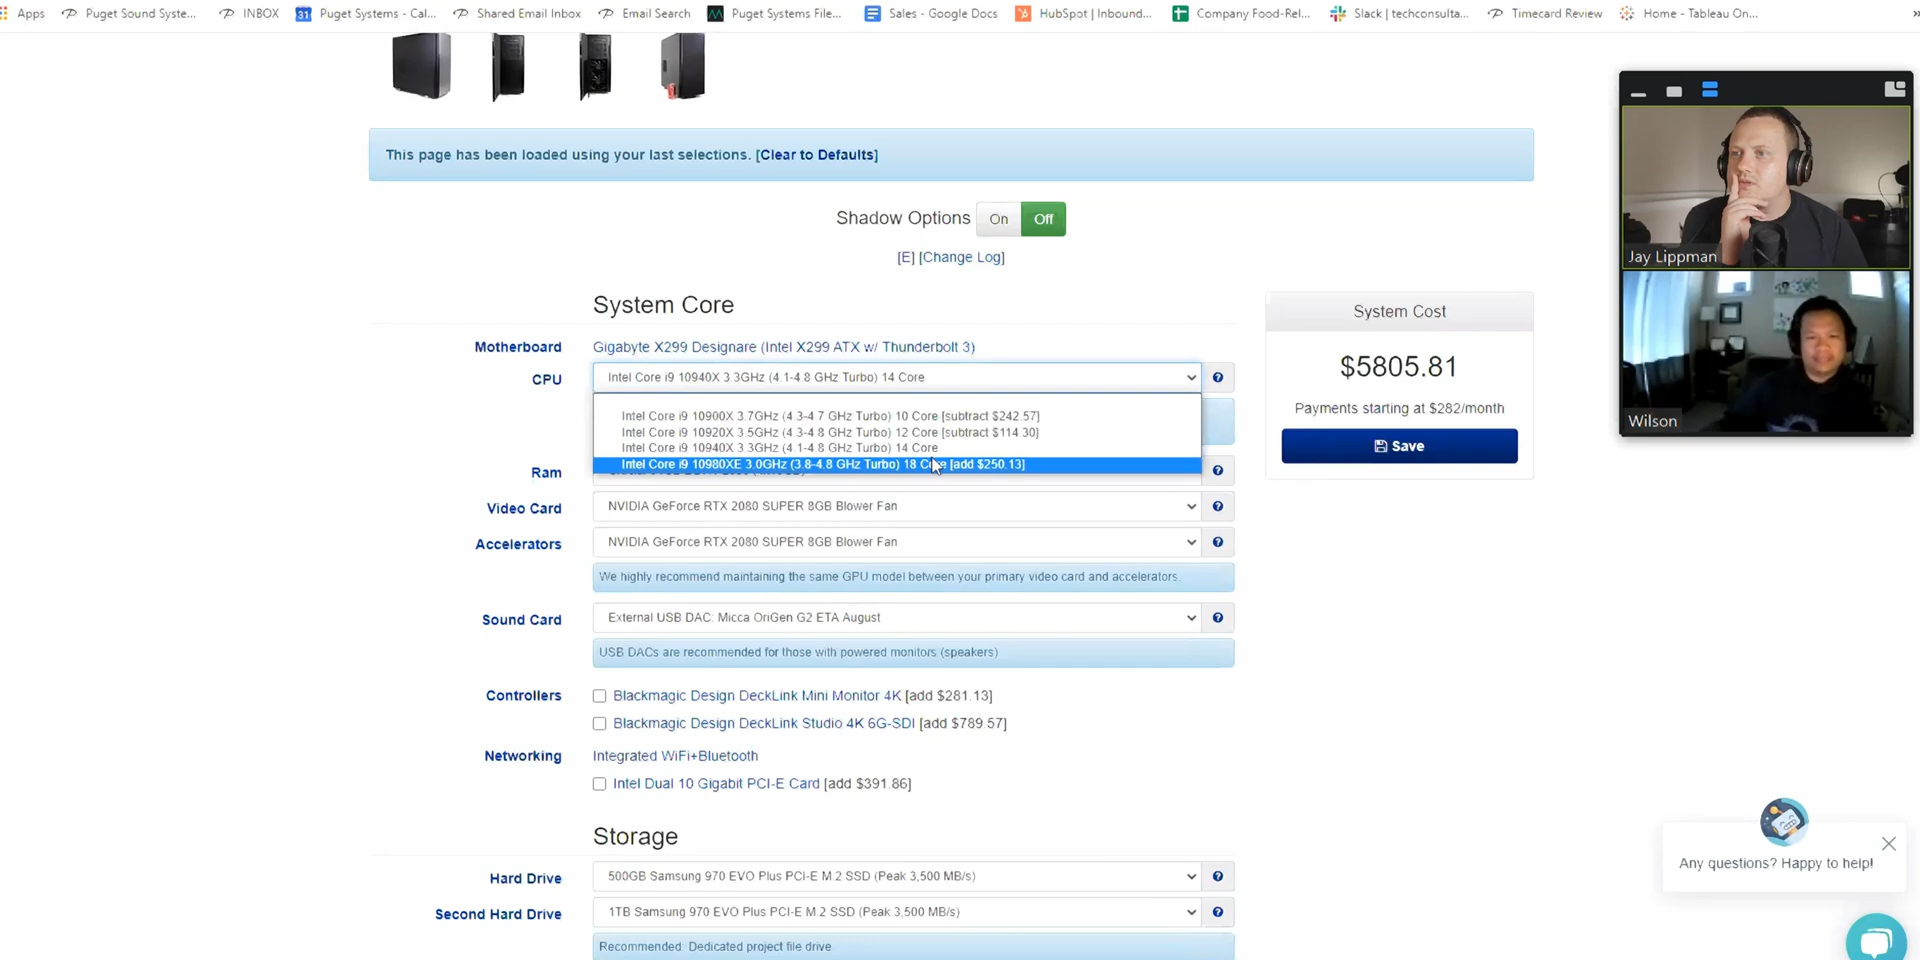 Apps Puget Sound Syste... INBOX Puget Systems - Cal... Shared Email Inbox Email Search Puget Systems File... Sales - Google Docs HubSpot | Inbound... Company Food-Rel... Slack | techconsulta... Timecard Review Home - Tableau On... »
31
This page has been loaded using your last selections. [Clear to Defaults]
Shadow Options On Off
[E] [Change Log]
System Core
Motherboard Gigabyte X299 Designare (Intel X299 ATX w/ Thunderbolt 3)
CPU Intel Core i9 10940X 3.3GHz (4.1-4.8 GHz Turbo) 14 Core
Intel Core i9 10900X 3.7GHz (4.3-4.7 GHz Turbo) 10 Core [subtract $242.57]
Intel Core i9 10920X 3.5GHz (4.3-4.8 GHz Turbo) 12 Core [subtract $114.30]
Intel Core i9 10940X 3.3GHz (4.1-4.8 GHz Turbo) 14 Core
Intel Core i9 10980XE 3.0GHz (3.8-4.8 GHz Turbo) 18 Core [add $250.13]
Ram
Video Card NVIDIA GeForce RTX 2080 SUPER 8GB Blower Fan
Accelerators NVIDIA GeForce RTX 2080 SUPER 8GB Blower Fan
We highly recommend maintaining the same GPU model between your primary video card and accelerators.
Sound Card External USB DAC: Micca OriGen G2 ETA August
USB DACs are recommended for those with powered monitors (speakers)
Controllers Blackmagic Design DeckLink Mini Monitor 4K [add $281.13]
Blackmagic Design DeckLink Studio 4K 6G-SDI [add $789.57]
Networking Integrated WiFi+Bluetooth
Intel Dual 10 Gigabit PCI-E Card [add $391.86]
Storage
Hard Drive 500GB Samsung 970 EVO Plus PCI-E M.2 SSD (Peak 3,500 MB/s)
Second Hard Drive 1TB Samsung 970 EVO Plus PCI-E M.2 SSD (Peak 3,500 MB/s)
Recommended: Dedicated project file drive
System Cost
$5805.81
Payments starting at $282/month
Save
Jay Lippman
Wilson
Any questions? Happy to help!